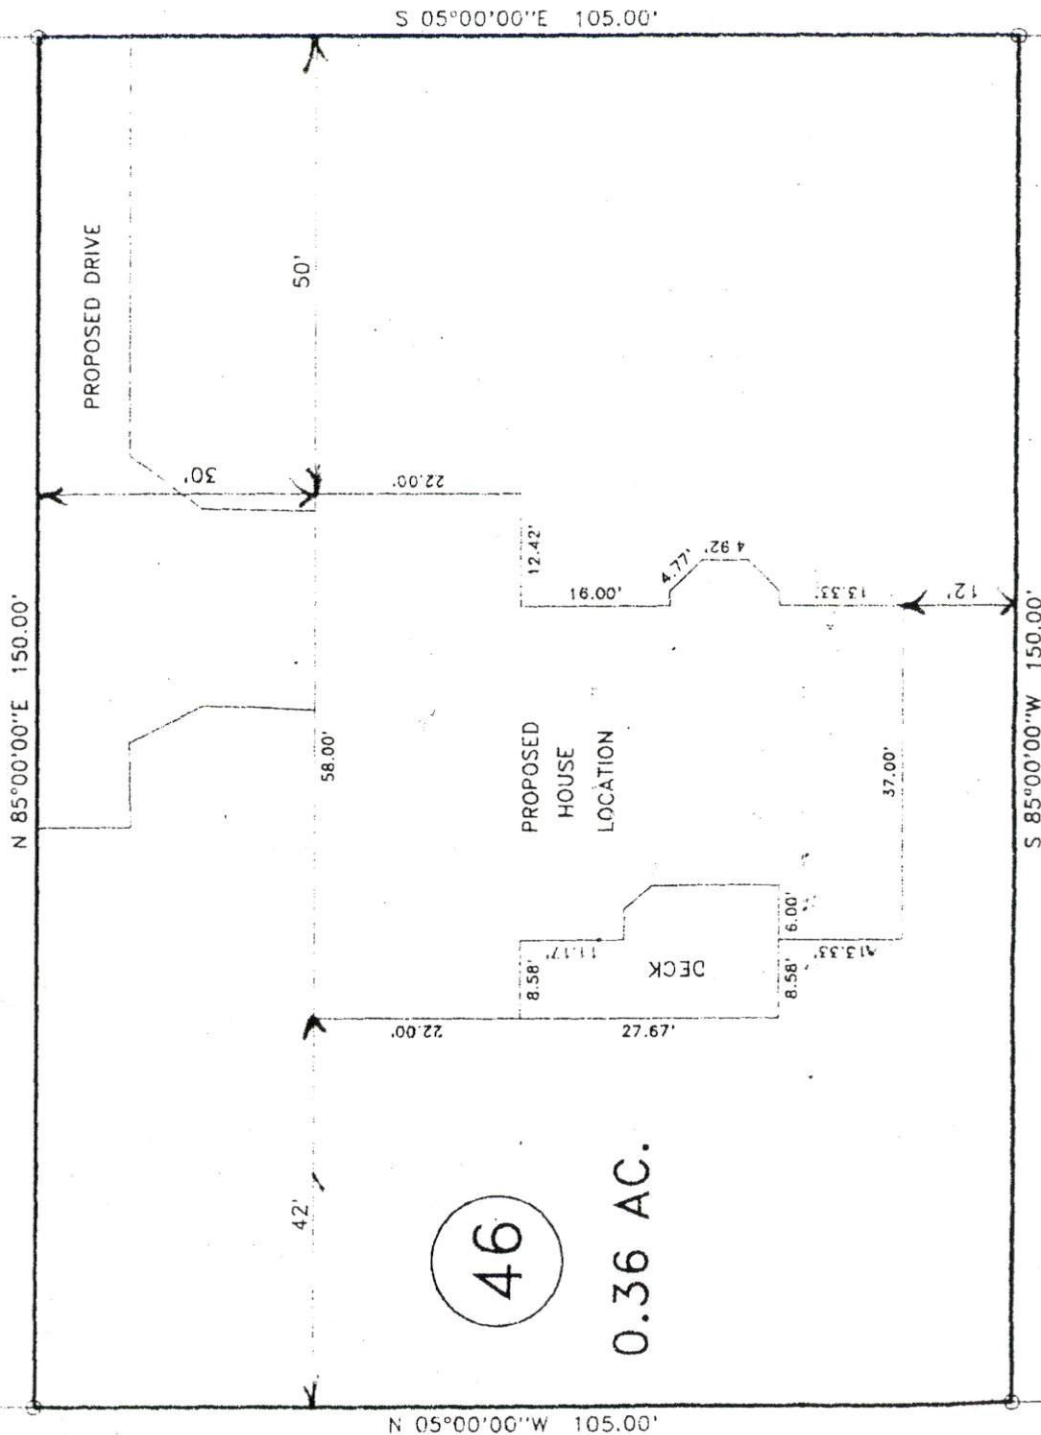 S 05°00'00"E 105.00'
PROPOSED DRIVE
50'
30'
22.00'
12.42'
16.00'
4.77'
4.92'
13.33'
12'
N 85°00'00"E 150.00'
S 85°00'00"W 150.00'
58.00'
PROPOSED
HOUSE
LOCATION
37.00'
6.00'
11.17'
8.58'
DECK
8.58'
13.33'
22.00'
27.67'
42'
46
0.36 AC.
N 05°00'00"W 105.00'